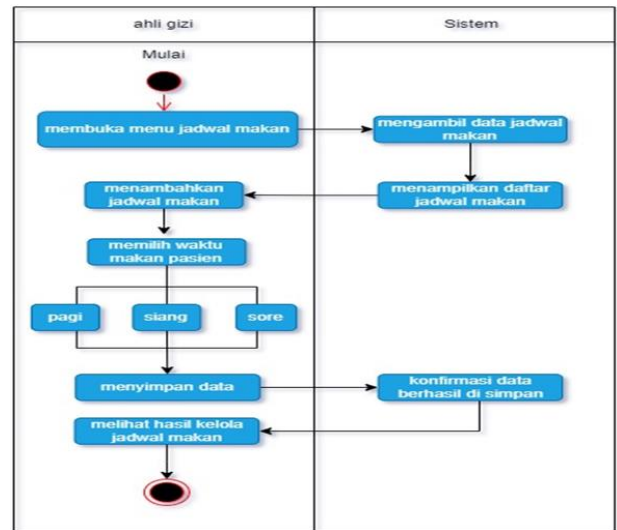 ahli gizi
Sistem
Mulai
membuka menu jadwal makan
mengambil data jadwal
makan
menampilkan daftar
jadwal makan
menambahkan
jadwal makan
memilih waktu
makan pasien
pagi
siang
sore
menyimpan data
konfirmasi data
berhasil di simpan
melihat hasil kelola
jadwal makan